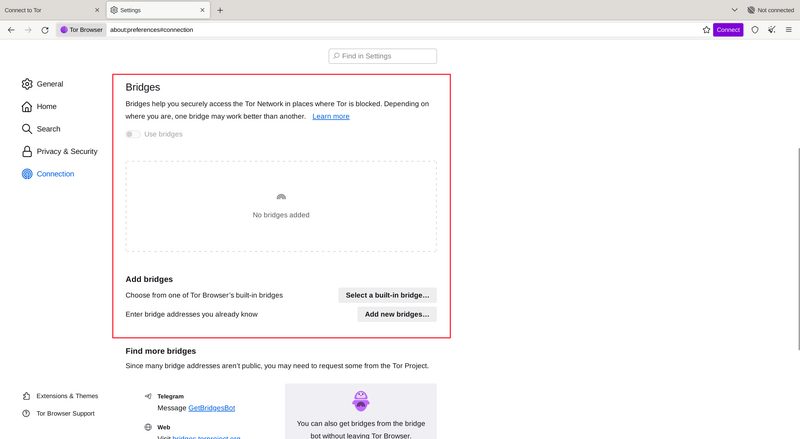 Connect to Tor
Settings
Not connected
Tor Browser
about:preferences#connection
Connect
Find in Settings
General
Home
Search
Privacy & Security
Connection
Bridges
Bridges help you securely access the Tor Network in places where Tor is blocked. Depending on
where you are, one bridge may work better than another. Learn more
Use bridges
No bridges added
Add bridges
Choose from one of Tor Browser's built-in bridges
Select a built-in bridge…
Enter bridge addresses you already know
Add new bridges…
Find more bridges
Since many bridge addresses aren't public, you may need to request some from the Tor Project.
Extensions & Themes
Tor Browser Support
Telegram
Message GetBridgesBot
Web
Visit bridges.torproject.org
You can also get bridges from the bridge
bot without leaving Tor Browser.